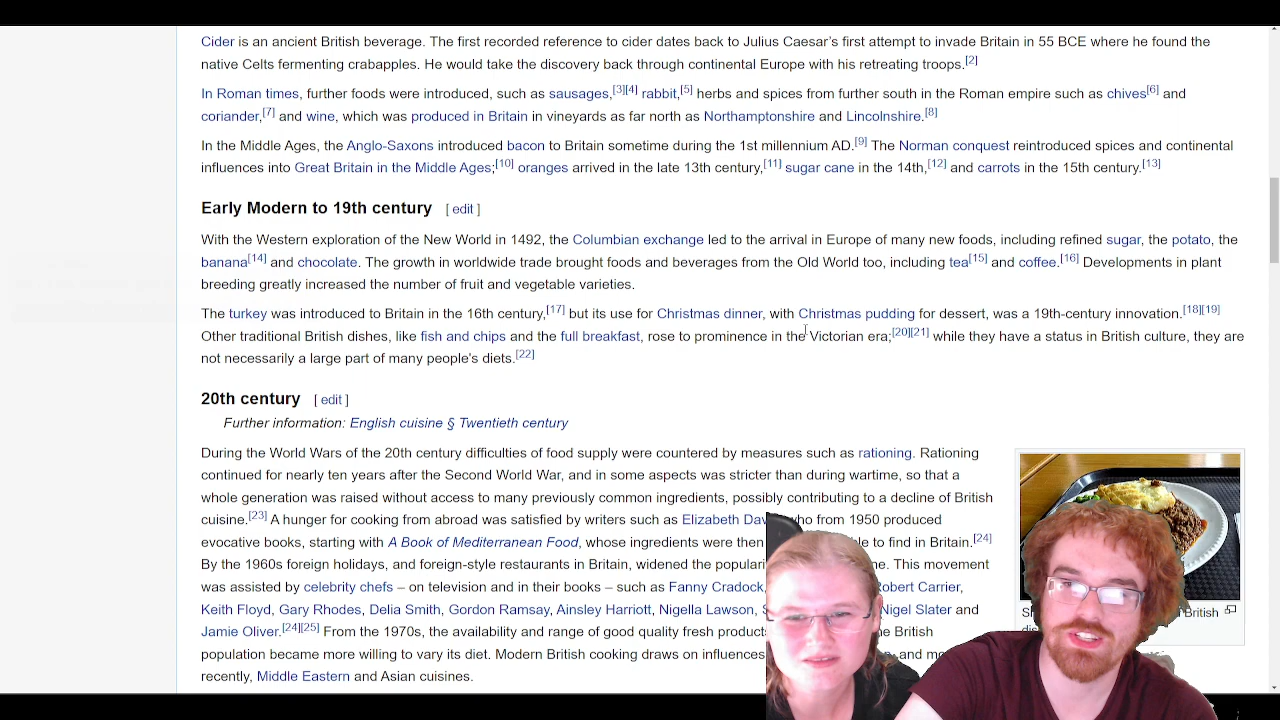 Cider is an ancient British beverage. The first recorded reference to cider dates back to Julius Caesar's first attempt to invade Britain in 55 BCE where he found the
native Celts fermenting crabapples. He would take the discovery back through continental Europe with his retreating troops.[2]
In Roman times, further foods were introduced, such as sausages,[3][4] rabbit,[5] herbs and spices from further south in the Roman empire such as chives[6] and
coriander,[7] and wine, which was produced in Britain in vineyards as far north as Northamptonshire and Lincolnshire.[8]
In the Middle Ages, the Anglo-Saxons introduced bacon to Britain sometime during the 1st millennium AD.[9] The Norman conquest reintroduced spices and continental
influences into Great Britain in the Middle Ages;[10] oranges arrived in the late 13th century,[11] sugar cane in the 14th,[12] and carrots in the 15th century.[13]
Early Modern to 19th century [ edit ]
With the Western exploration of the New World in 1492, the Columbian exchange led to the arrival in Europe of many new foods, including refined sugar, the potato, the
banana[14] and chocolate. The growth in worldwide trade brought foods and beverages from the Old World too, including tea[15] and coffee.[16] Developments in plant
breeding greatly increased the number of fruit and vegetable varieties.
The turkey was introduced to Britain in the 16th century,[17] but its use for Christmas dinner, with Christmas pudding for dessert, was a 19th-century innovation.[18][19]
Other traditional British dishes, like fish and chips and the full breakfast, rose to prominence in the Victorian era;[20][21] while they have a status in British culture, they are
not necessarily a large part of many people's diets.[22]
20th century [ edit ]
Further information: English cuisine § Twentieth century
During the World Wars of the 20th century difficulties of food supply were countered by measures such as rationing. Rationing
continued for nearly ten years after the Second World War, and in some aspects was stricter than during wartime, so that a
whole generation was raised without access to many previously common ingredients, possibly contributing to a decline of British
cuisine.[23] A hunger for cooking from abroad was satisfied by writers such as Elizabeth Dav who from 1950 produced
evocative books, starting with A Book of Mediterranean Food, whose ingredients were then le to find in Britain.[24]
By the 1960s foreign holidays, and foreign-style restaurants in Britain, widened the popular ne. This movement
was assisted by celebrity chefs – on television and in their books – such as Fanny Cradock, Robert Carrier,
Keith Floyd, Gary Rhodes, Delia Smith, Gordon Ramsay, Ainsley Harriott, Nigella Lawson, Nigel Slater and
Jamie Oliver.[24][25] From the 1970s, the availability and range of good quality fresh product British
population became more willing to vary its diet. Modern British cooking draws on influences and
recently, Middle Eastern and Asian cuisines.
British